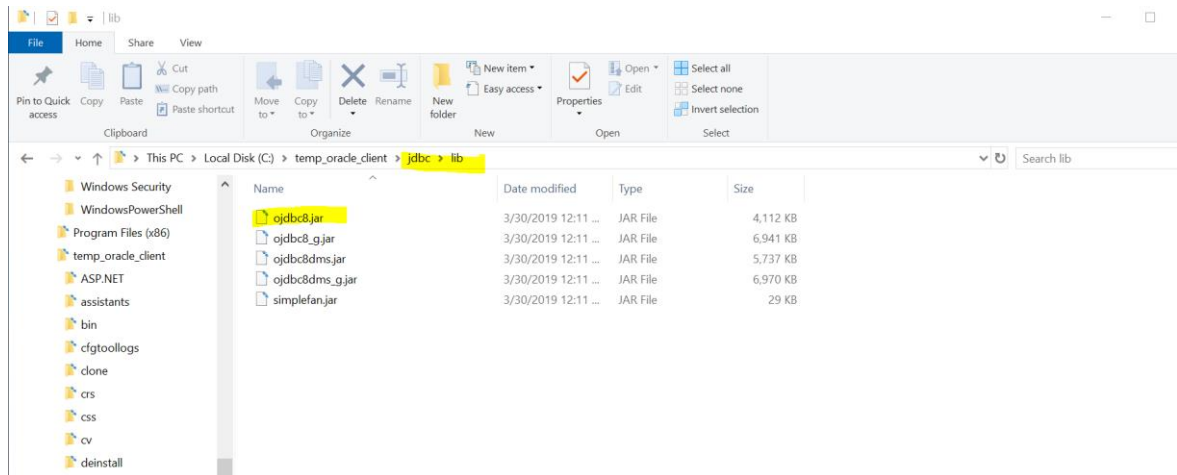 lib
File Home Share View
Pin to Quick access
Copy
Paste
Cut
Copy path
Paste shortcut
Clipboard
Move to
Copy to
Delete
Rename
Organize
New folder
New item
Easy access
New
Properties
Open
Edit
Open
Select all
Select none
Invert selection
Select
This PC > Local Disk (C:) > temp_oracle_client > jdbc > lib
Search lib
Windows Security
WindowsPowerShell
Program Files (x86)
temp_oracle_client
ASP.NET
assistants
bin
cfgtoollogs
clone
crs
css
cv
deinstall
Name Date modified Type Size
ojdbc8.jar 3/30/2019 12:11 ... JAR File 4,112 KB
ojdbc8_g.jar 3/30/2019 12:11 ... JAR File 6,941 KB
ojdbc8dms.jar 3/30/2019 12:11 ... JAR File 5,737 KB
ojdbc8dms_g.jar 3/30/2019 12:11 ... JAR File 6,970 KB
simplefan.jar 3/30/2019 12:11 ... JAR File 29 KB